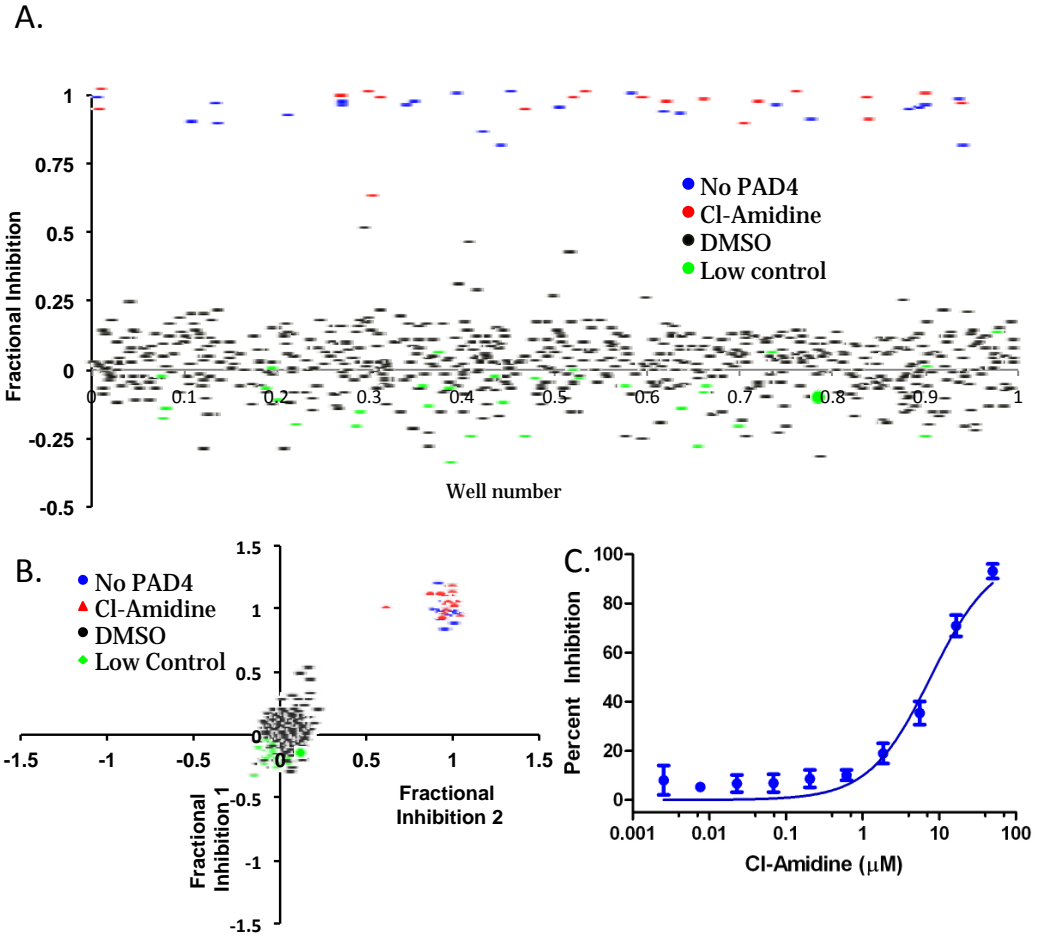 A.
1
0.75
0.5
0.25
0
-0.25
-0.5
Fractional Inhibition
No PAD4
Cl-Amidine
DMSO
Low control
0 0.1 0.2 0.3 0.4 0.5 0.6 0.7 0.8 0.9 1
Well number
B.
No PAD4
Cl-Amidine
DMSO
Low Control
1.5
1
0.5
0
-0.5
-1
-1.5
-1.5 -1 -0.5 0 0.5 1 1.5
Fractional
Inhibition 1
Fractional
Inhibition 2
C.
100
80
60
40
20
0
Percent Inhibition
0.001 0.01 0.1 1 10 100
Cl-Amidine (μM)